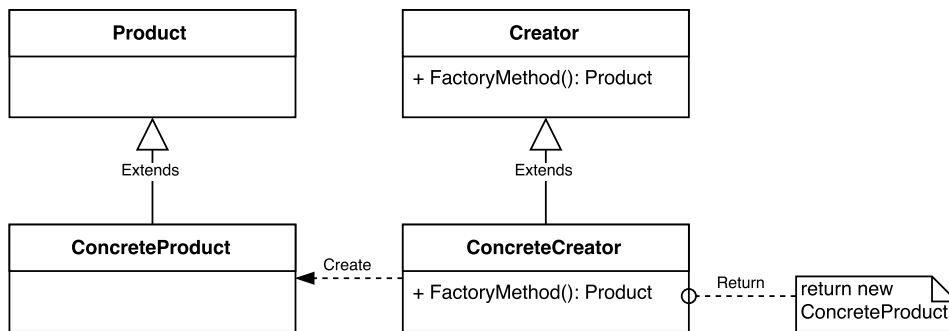 Product
Creator
+ FactoryMethod(): Product
Extends
Extends
ConcreteProduct
ConcreteCreator
Create
+ FactoryMethod(): Product
Return
return new
ConcreteProduct